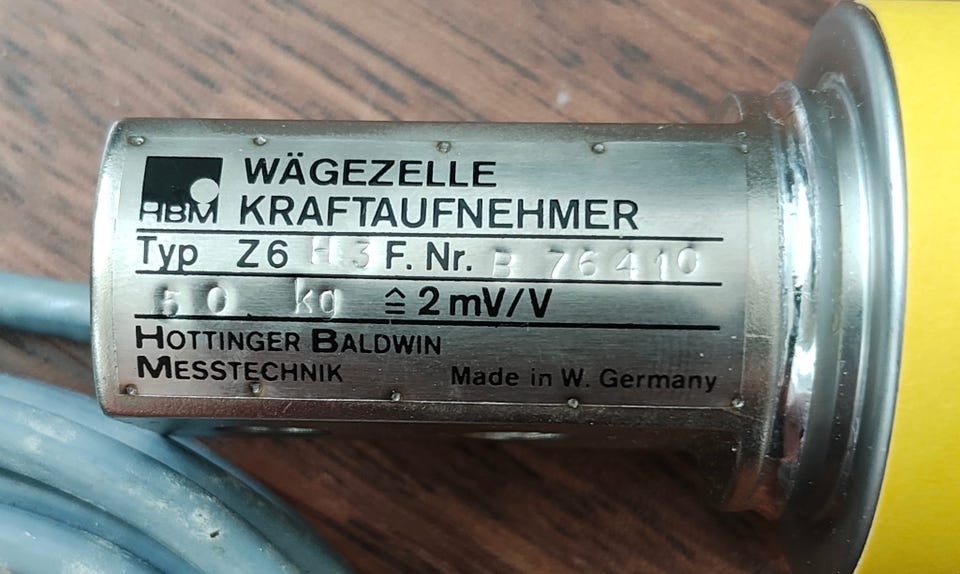 WÄGEZELLE
HBM KRAFTAUFNEHMER
Typ Z6 H3 F. Nr. B 76410
50 kg ≙ 2 mV/V
HOTTINGER BALDWIN
MESSTECHNIK Made in W. Germany